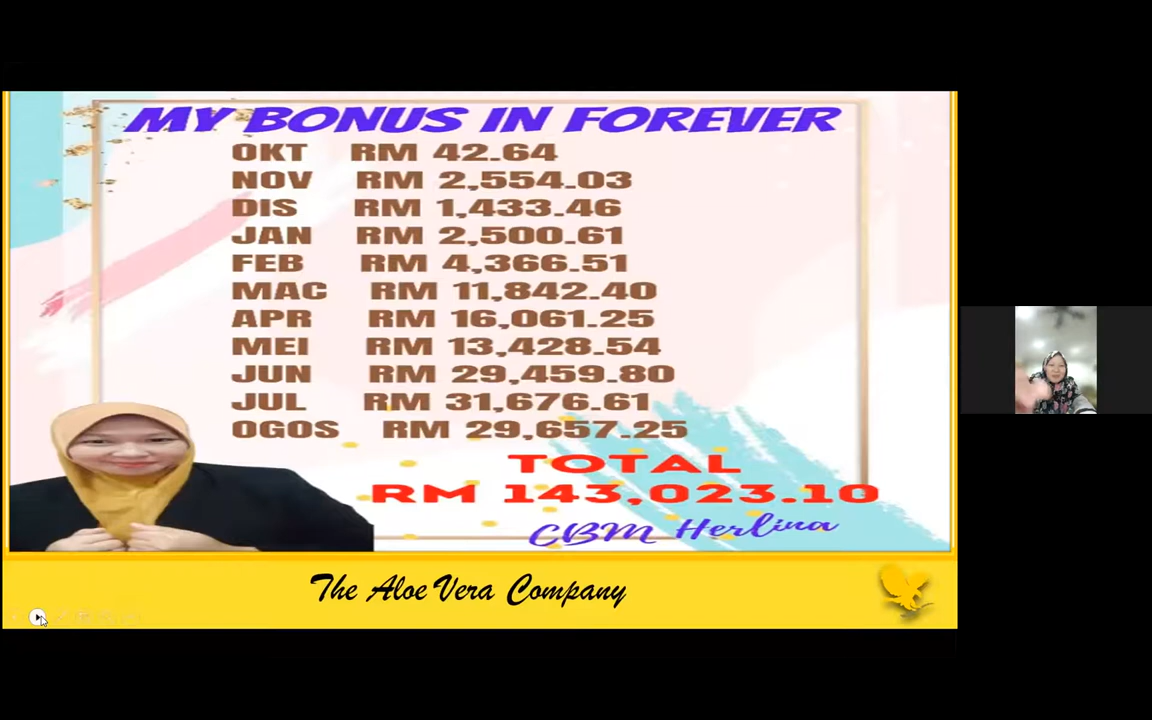 MY BONUS IN FOREVER
OKT RM 42.64
NOV RM 2,554.03
DIS RM 1,433.46
JAN RM 2,500.61
FEB RM 4,366.51
MAC RM 11,842.40
APR RM 16,061.25
MEI RM 13,428.54
JUN RM 29,459.80
JUL RM 31,676.61
OGOS RM 29,657.25
TOTAL
RM 143,023.10
CBM Herlina
The Aloe Vera Company